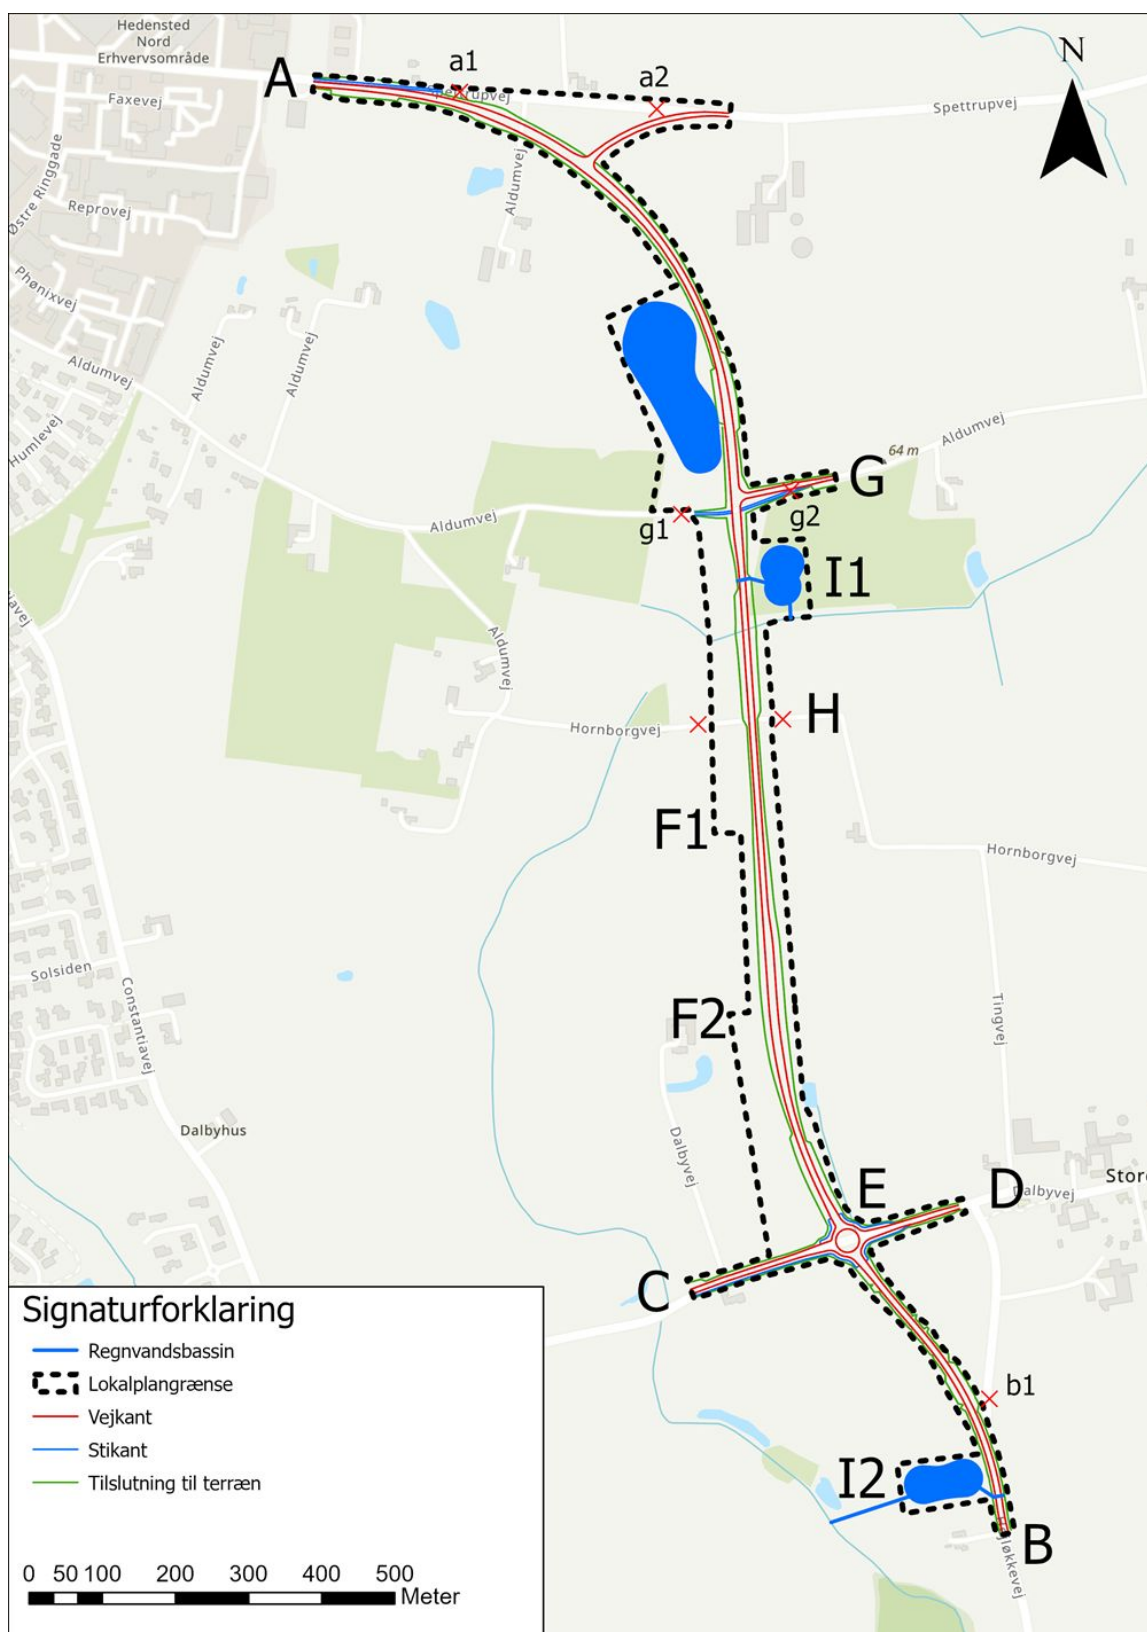 Hedensted
Nord
Erhvervsområde
N
A
a1
a2
Faxevej
Spettrupvej
Spettrupvej
Østre Ringgade
Reprovej
Aldumvej
Phønixvej
Aldumvej
Aldumvej
Aldumvej
Humlevej
Aldumvej
64 m
G
g1
g2
Aldumvej
I1
Aldumvej
H
Hornborgvej
F1
Hornborgvej
Solsiden
Constantiavej
F2
Tingvej
Dalbyhus
Dalbyvej
E
D
Dalbyvej
Store
C
Signaturforklaring
Regnvandsbassin
Lokalplangrænse
Vejkant
Stikant
Tilslutning til terræn
b1
I2
B
0 50 100 200 300 400 500
Meter